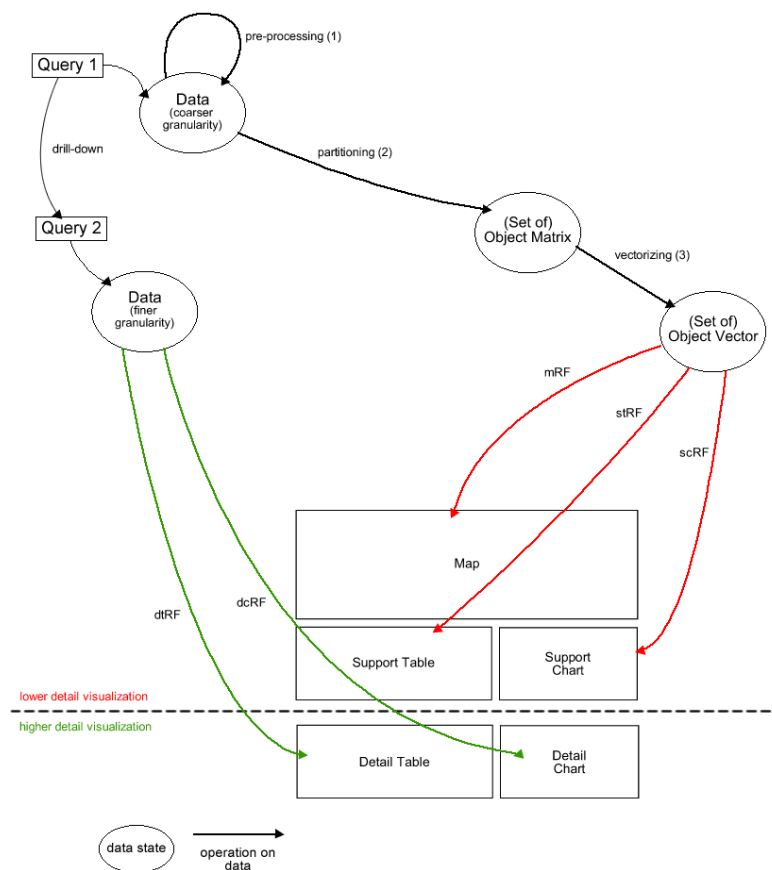 pre-processing (1)
Query 1
Data
(coarser
granularity)
drill-down
partitioning (2)
Query 2
(Set of)
Object Matrix
vectorizing (3)
Data
(finer
granularity)
(Set of)
Object Vector
mRF
stRF
scRF
Map
dtRF
dcRF
Support Table
Support
Chart
lower detail visualization
higher detail visualization
Detail Table
Detail
Chart
data state
operation on
data